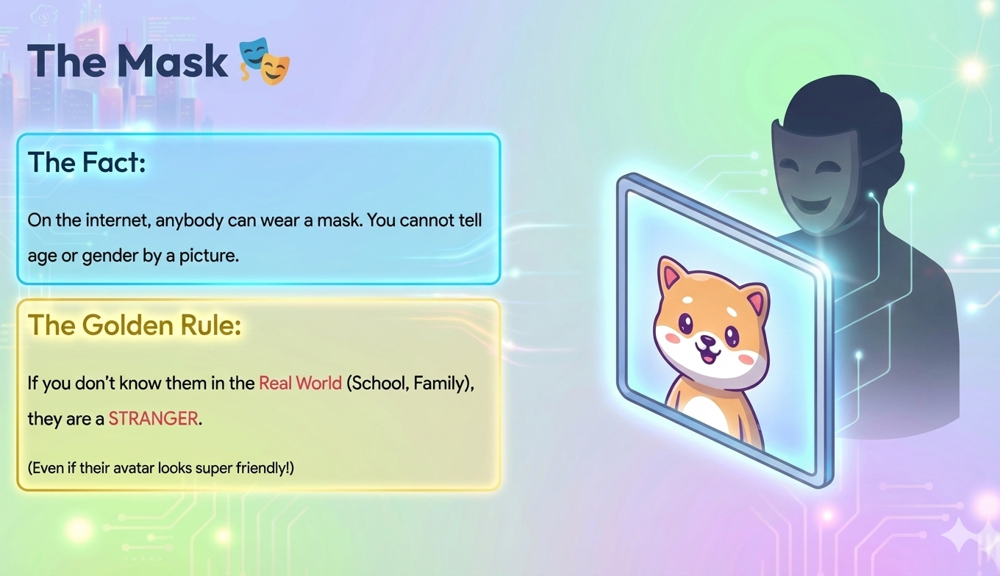 The Mask 🎭
The Fact:
On the internet, anybody can wear a mask. You cannot tell
age or gender by a picture.
The Golden Rule:
If you don’t know them in the Real World (School, Family),
they are a STRANGER.
(Even if their avatar looks super friendly!)